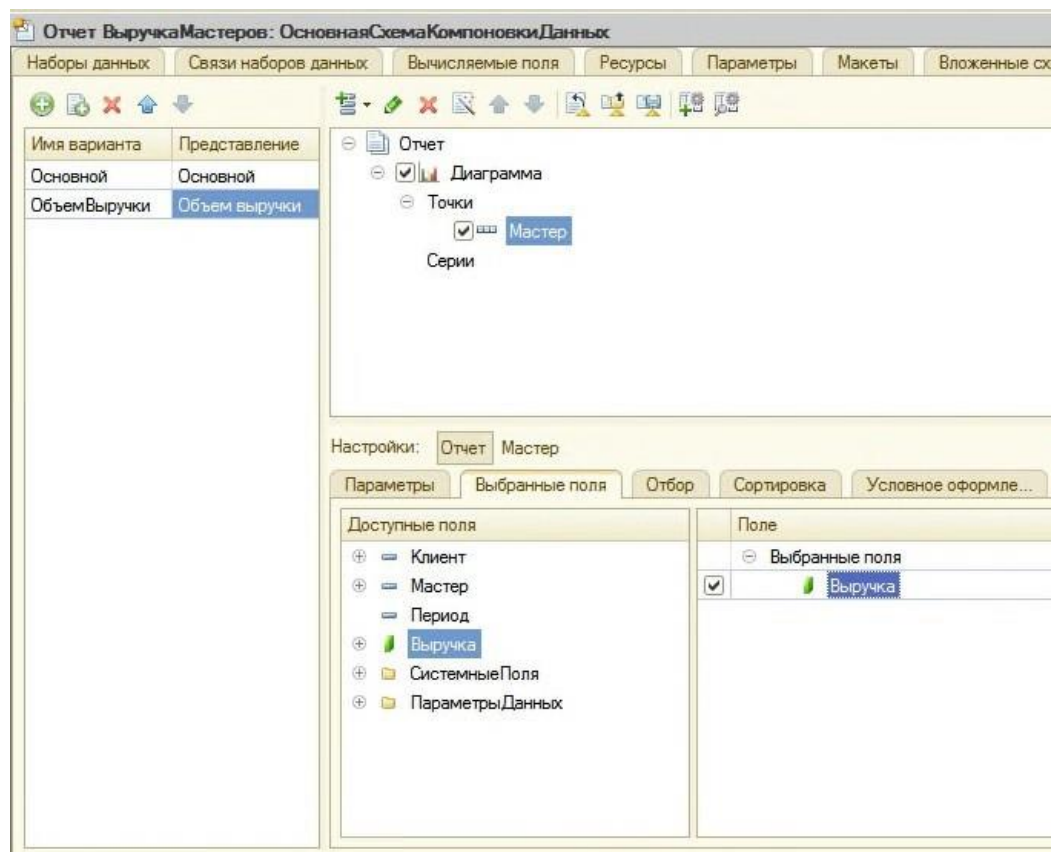 Отчет ВыручкаМастеров: ОсновнаяСхемаКомпоновкиДанных
Наборы данных Связи наборов данных Вычисляемые поля Ресурсы Параметры Макеты Вложенные сх
Имя варианта Представление
Основной Основной
ОбъемВыручки Объем выручки
Отчет
Диаграмма
Точки
Мастер
Серии
Настройки: Отчет Мастер
Параметры Выбранные поля Отбор Сортировка Условное оформле...
Доступные поля
Клиент
Мастер
Период
Выручка
СистемныеПоля
ПараметрыДанных
Поле
Выбранные поля
Выручка